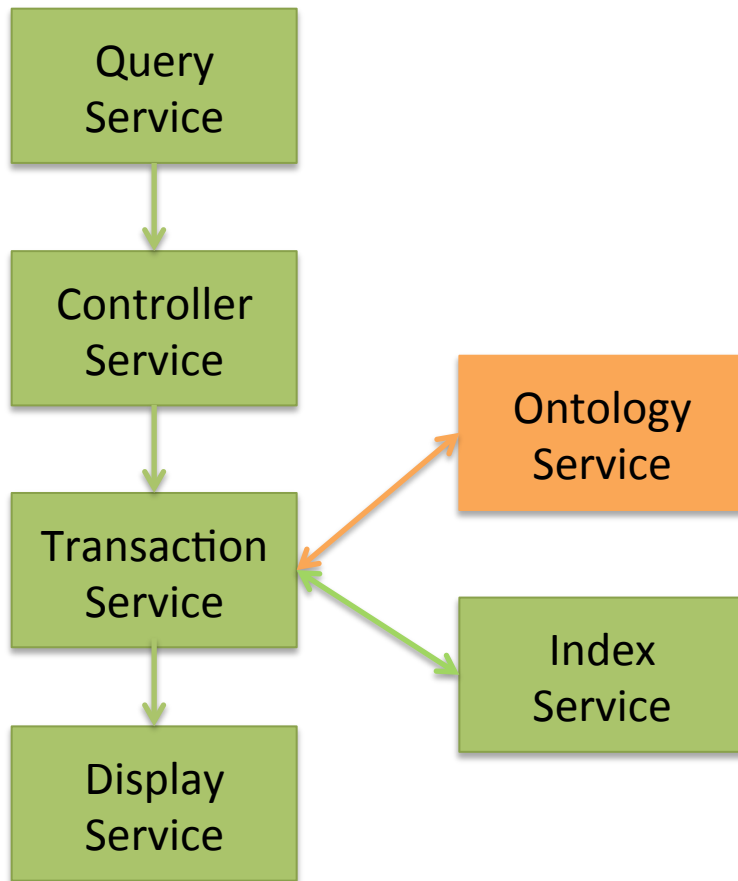 Query
Service
Controller
Service
Ontology
Service
Transaction
Service
Index
Service
Display
Service